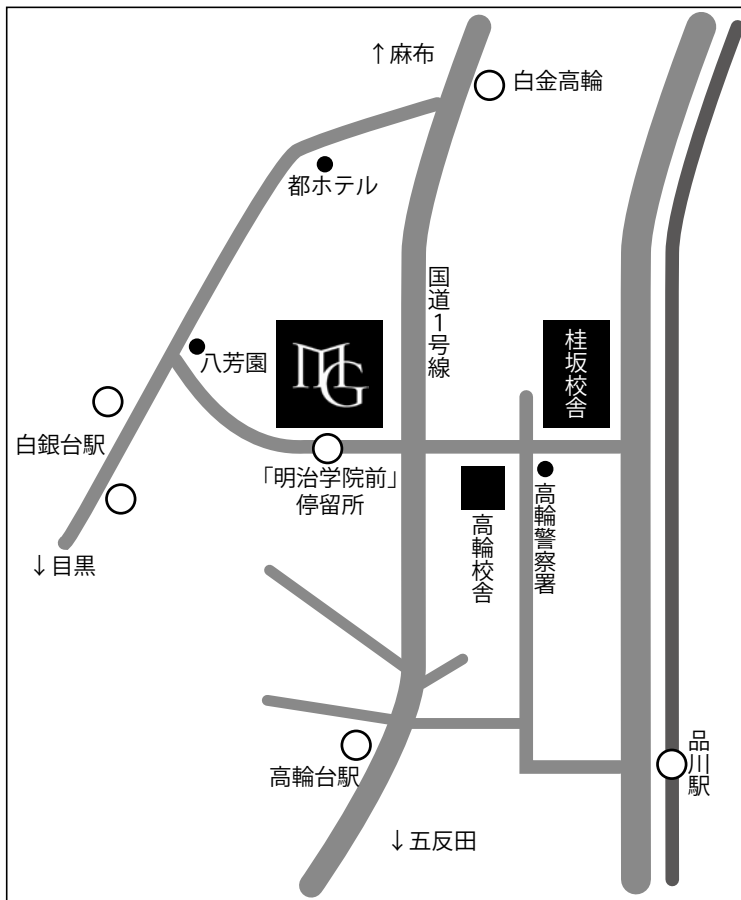 ↑麻布
白金高輪
都ホテル
国道1号線
MG
桂坂校舎
八芳園
白銀台駅
「明治学院前」
停留所
高輪校舎
高輪警察署
↓目黒
品川駅
高輪台駅
↓五反田